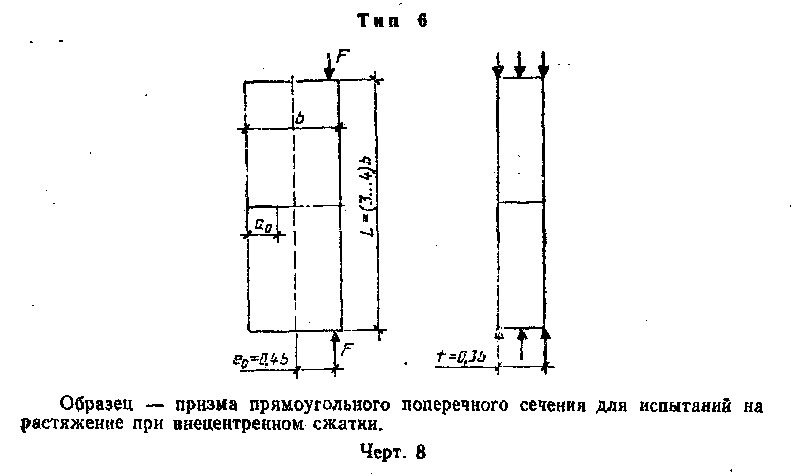 Тип 6
F
b
L=(3...4)b
a₀
e₀=0,4b
F
t=0,3b
Образец — призма прямоугольного поперечного сечения для испытаний на
растяжение при внецентренном сжатии.
Черт. 8